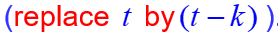 (replace t by (t − k)).